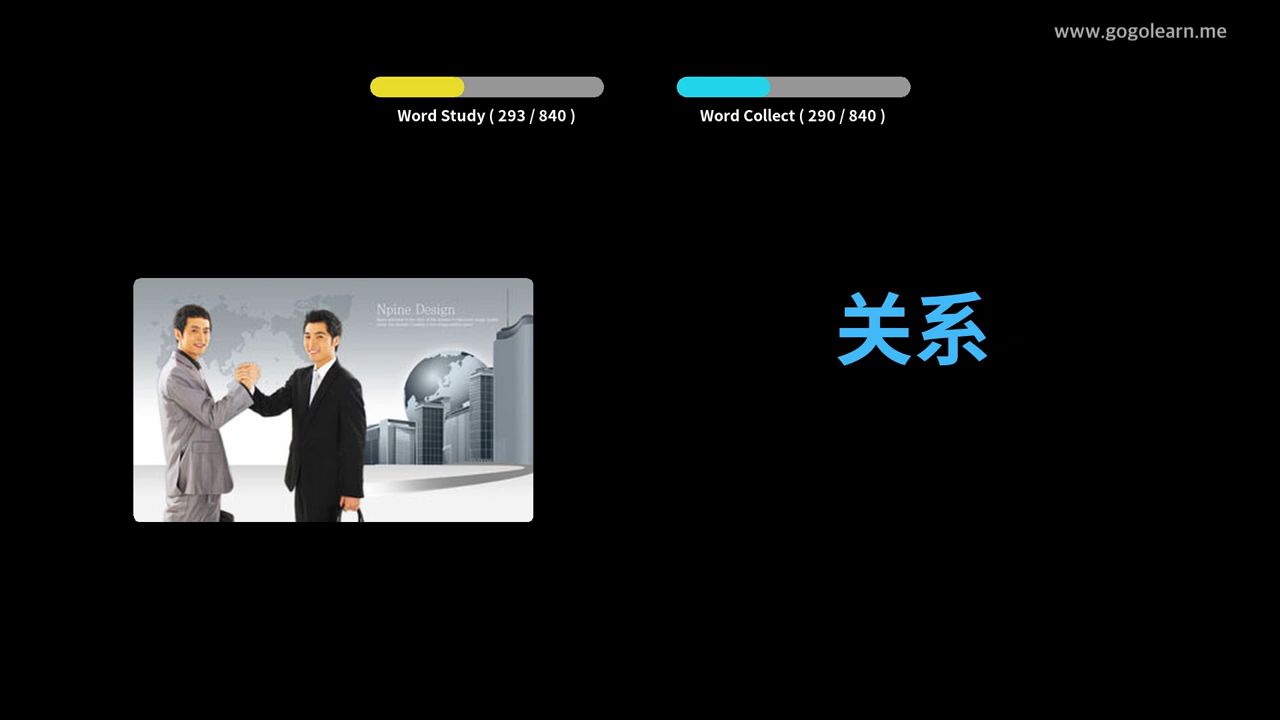 www.gogolearn.me
Word Study ( 293 / 840 )
Word Collect ( 290 / 840 )
Npine Design
关系